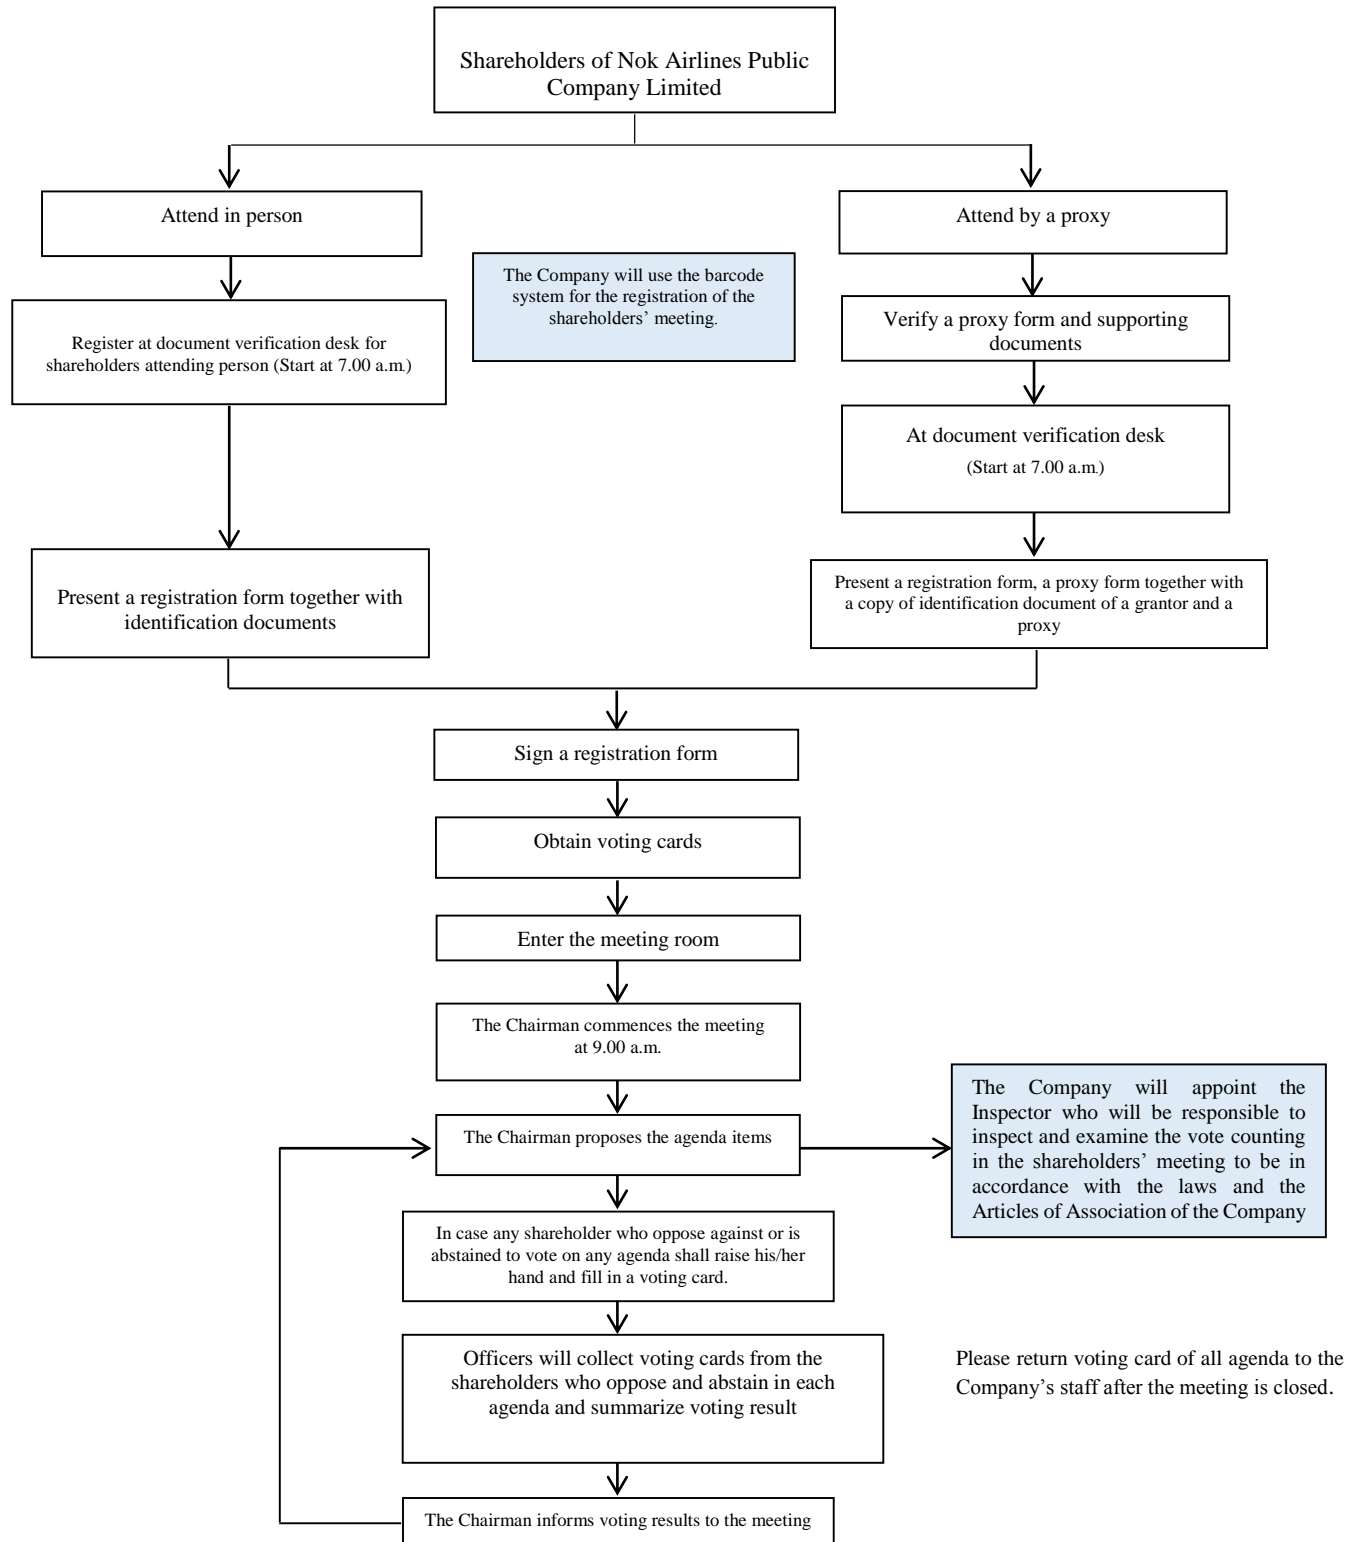 Shareholders of Nok Airlines Public
Company Limited
Attend in person
Attend by a proxy
The Company will use the barcode
system for the registration of the
shareholders’ meeting.
Register at document verification desk for
shareholders attending person (Start at 7.00 a.m.)
Verify a proxy form and supporting
documents
At document verification desk
(Start at 7.00 a.m.)
Present a registration form together with
identification documents
Present a registration form, a proxy form together with
a copy of identification document of a grantor and a
proxy
Sign a registration form
Obtain voting cards
Enter the meeting room
The Chairman commences the meeting
at 9.00 a.m.
The Chairman proposes the agenda items
The Company will appoint the
Inspector who will be responsible to
inspect and examine the vote counting
in the shareholders’ meeting to be in
accordance with the laws and the
Articles of Association of the Company
In case any shareholder who oppose against or is
abstained to vote on any agenda shall raise his/her
hand and fill in a voting card.
Officers will collect voting cards from the
shareholders who oppose and abstain in each
agenda and summarize voting result
Please return voting card of all agenda to the
Company’s staff after the meeting is closed.
The Chairman informs voting results to the meeting